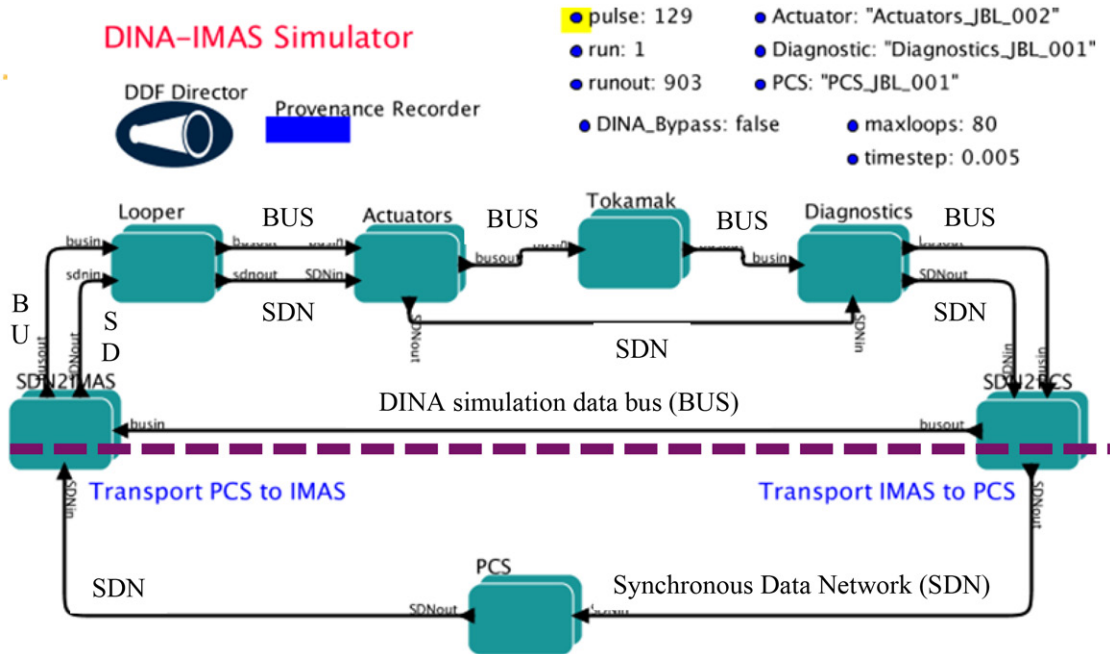 DINA-IMAS Simulator
pulse: 129
run: 1
runout: 903
Actuator: "Actuators_JBL_002"
Diagnostic: "Diagnostics_JBL_001"
PCS: "PCS_JBL_001"
DINA_Bypass: false
maxloops: 80
timestep: 0.005
DDF Director
Provenance Recorder
Looper
BUS
Actuators
BUS
Tokamak
BUS
Diagnostics
BUS
busin
busout
busin
SDNout
sdnin
sdnout
SDNin
SDN
SDN
SDNout
SDN
SDNin
B
U
S
D
SDN2IMAS
SDNin
busin
SDN2PCS
DINA simulation data bus (BUS)
busin
busout
Transport PCS to IMAS
Transport IMAS to PCS
SDNin
SDNout
PCS
SDN
Synchronous Data Network (SDN)
SDNout